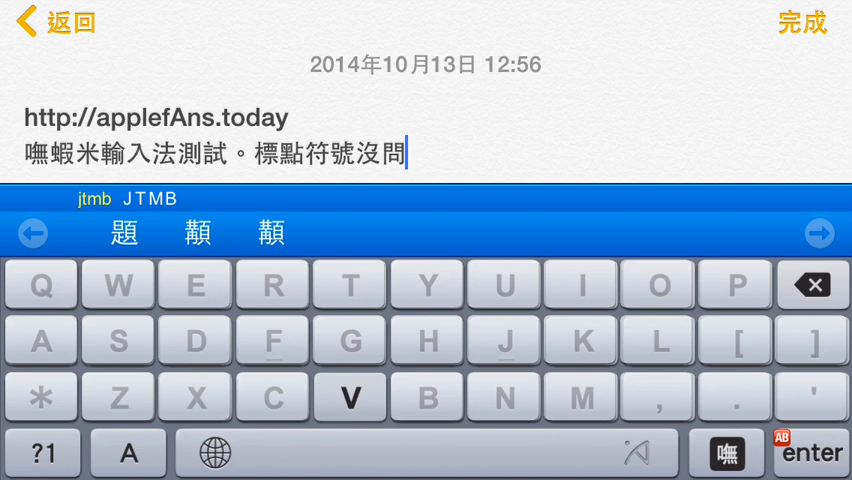 返回
完成
2014年10月13日 12:56
http://applefAns.today
嘸蝦米輸入法測試。標點符號沒問
jtmb JTMB
題 顜 顜
Q W E R T Y U I O P
A S D F G H J K L [ ]
* Z X C V B N M , . '
?1 A 嘸 AB enter